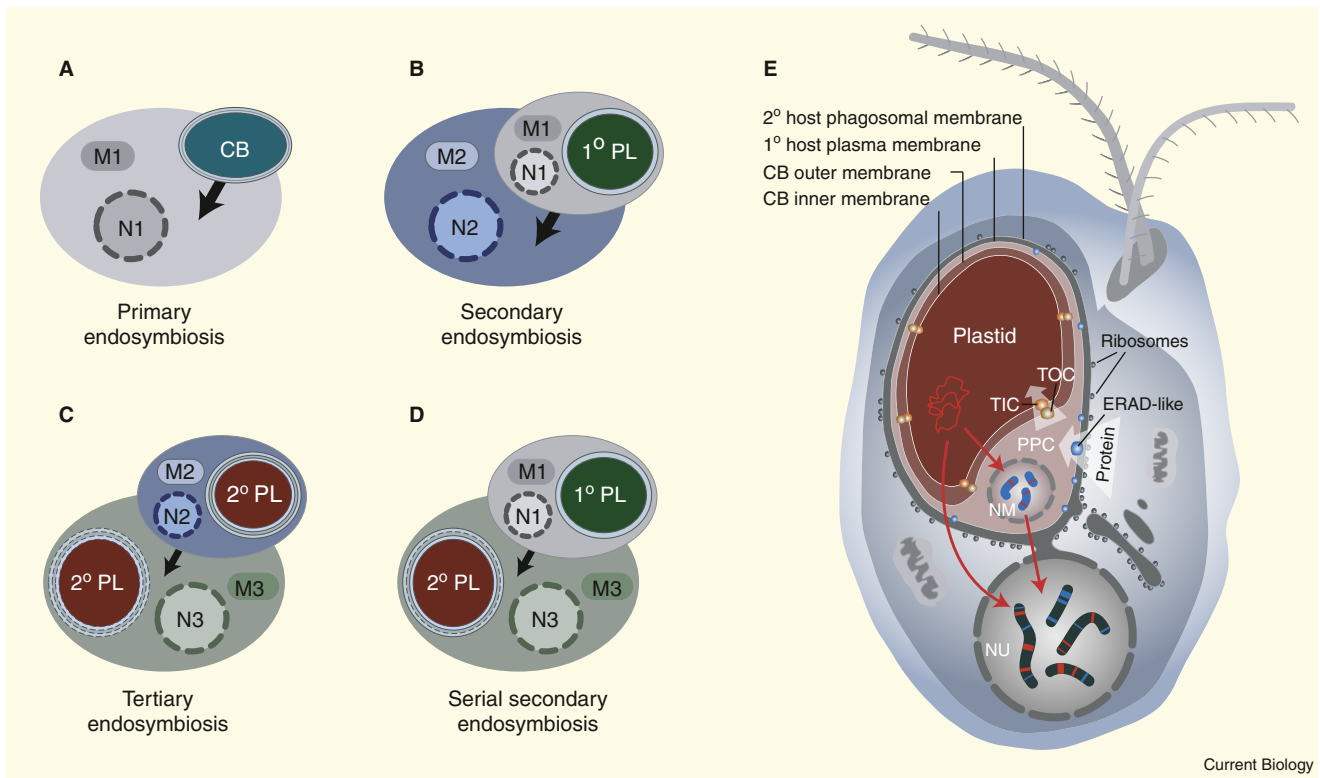 A
M1
CB
N1
Primary
endosymbiosis
B
M1
1º PL
M2
N1
N2
Secondary
endosymbiosis
C
M2
2º PL
N2
2º PL
M3
N3
Tertiary
endosymbiosis
D
M1
1º PL
N1
2º PL
M3
N3
Serial secondary
endosymbiosis
E
2º host phagosomal membrane
1º host plasma membrane
CB outer membrane
CB inner membrane
Plastid
Ribosomes
TOC
TIC
ERAD-like
PPC
Protein
NM
NU
Current Biology